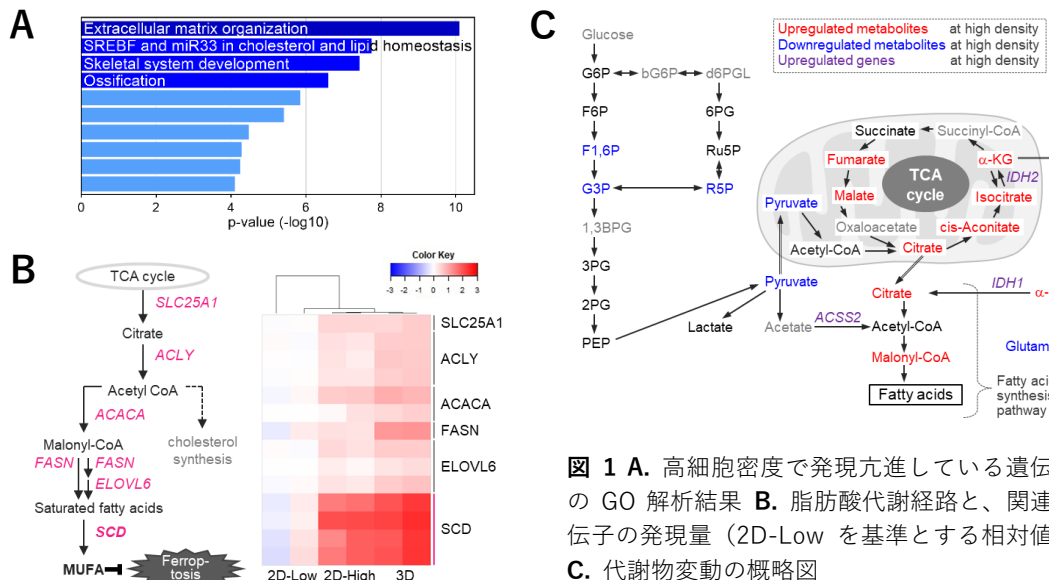 A
Extracellular matrix organization
SREBF and miR33 in cholesterol and lipid homeostasis
Skeletal system development
Ossification
0 2 4 6 8 10
p-value (-log10)
B
TCA cycle
SLC25A1
Citrate
ACLY
Acetyl CoA
ACACA
Malonyl-CoA
cholesterol
synthesis
FASN FASN
ELOVL6
Saturated fatty acids
SCD
MUFA
Ferrop-
tosis
Color Key
-3 -2 -1 0 1 2 3
SLC25A1
ACLY
ACACA
FASN
ELOVL6
SCD
2D-Low 2D-High 3D
C
Upregulated metabolites at high density
Downregulated metabolites at high density
Upregulated genes at high density
Glucose
G6P bG6P d6PGL
F6P 6PG
F1,6P Ru5P
G3P R5P
1,3BPG
3PG
2PG
PEP
Lactate
Pyruvate
Acetate
ACSS2
Pyruvate
Acetyl-CoA
Succinate Succinyl-CoA
Fumarate α-KG
IDH2
TCA
cycle
Malate Isocitrate
Oxaloacetate cis-Aconitate
Citrate
Citrate
IDH1
α-
Acetyl-CoA
Malonyl-CoA
Glutam
Fatty acids
Fatty aci
synthesis
pathway
図 1 A. 高細胞密度で発現亢進している遺伝
の GO 解析結果 B. 脂肪酸代謝経路と、関連
伝子の発現量（2D-Low を基準とする相対値
C. 代謝物変動の概略図